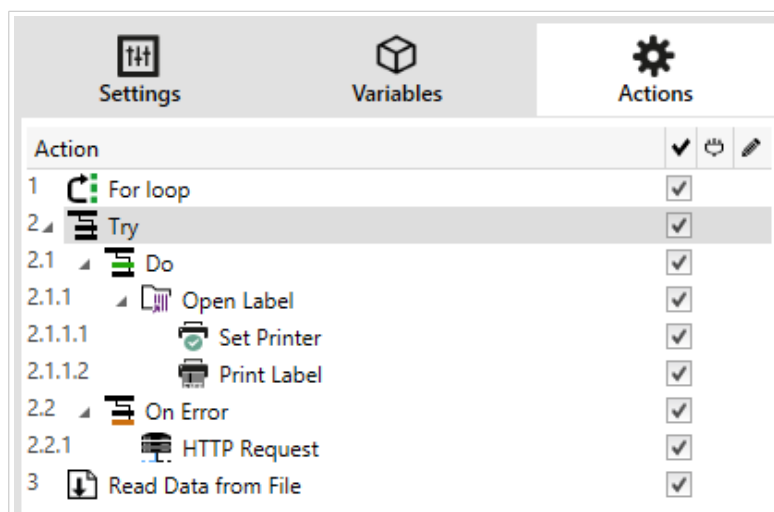 Settings Variables Actions
Action
1 For loop
2 Try
2.1 Do
2.1.1 Open Label
2.1.1.1 Set Printer
2.1.1.2 Print Label
2.2 On Error
2.2.1 HTTP Request
3 Read Data from File